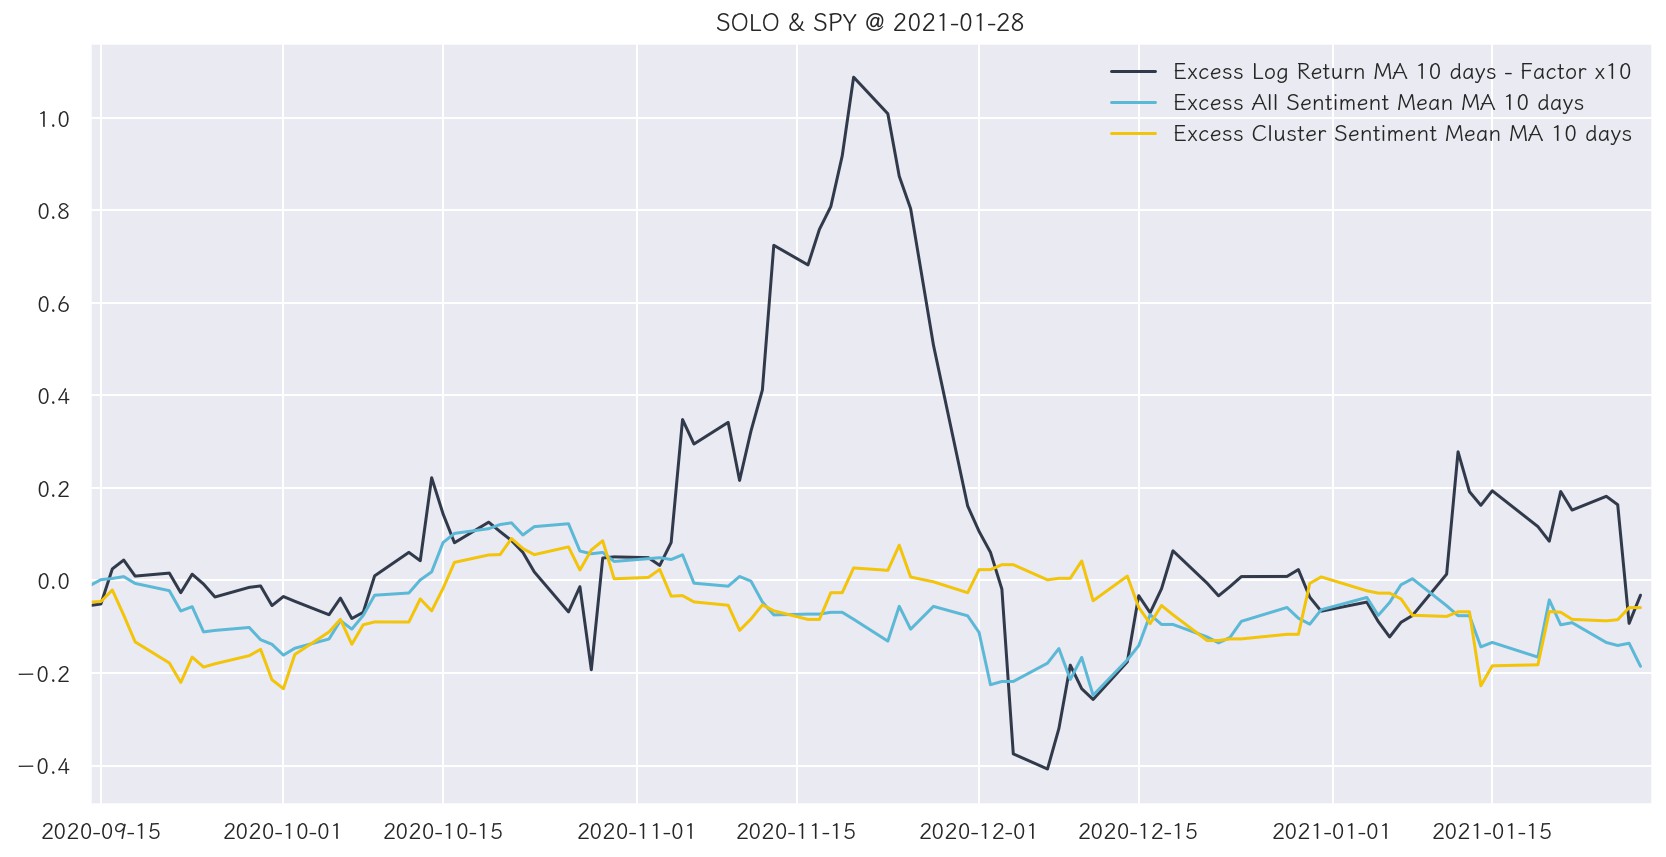 SOLO & SPY @ 2021-01-28
Excess Log Return MA 10 days - Factor x10
Excess All Sentiment Mean MA 10 days
Excess Cluster Sentiment Mean MA 10 days
1.0
0.8
0.6
0.4
0.2
0.0
−0.2
−0.4
2020-09-15 2020-10-01 2020-10-15 2020-11-01 2020-11-15 2020-12-01 2020-12-15 2021-01-01 2021-01-15